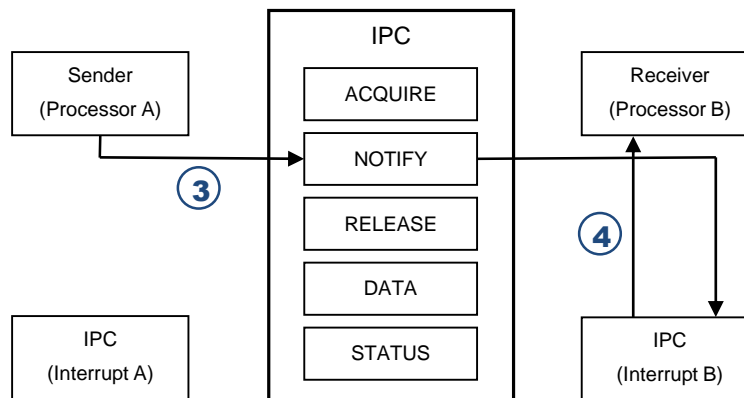 IPC
Sender
(Processor A)
Receiver
(Processor B)
ACQUIRE
NOTIFY
3
RELEASE
4
DATA
IPC
(Interrupt A)
STATUS
IPC
(Interrupt B)